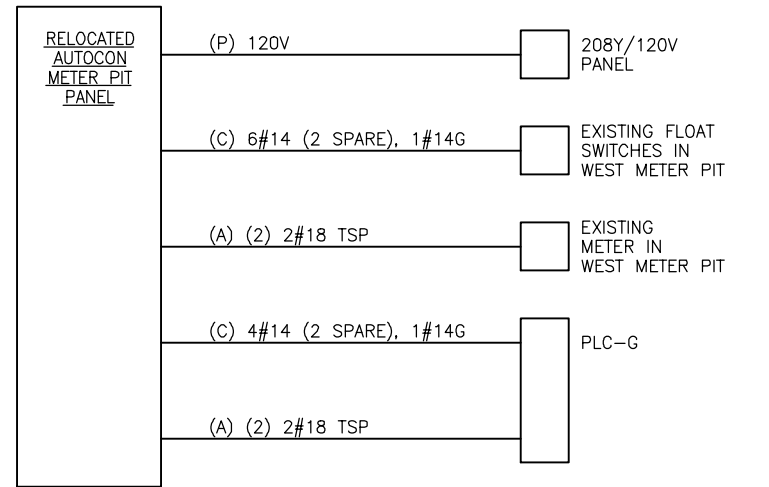 RELOCATED
AUTOCON
METER PIT
PANEL
(P) 120V
208Y/120V
PANEL
(C) 6#14 (2 SPARE), 1#14G
EXISTING FLOAT
SWITCHES IN
WEST METER PIT
(A) (2) 2#18 TSP
EXISTING
METER IN
WEST METER PIT
(C) 4#14 (2 SPARE), 1#14G
PLC-G
(A) (2) 2#18 TSP